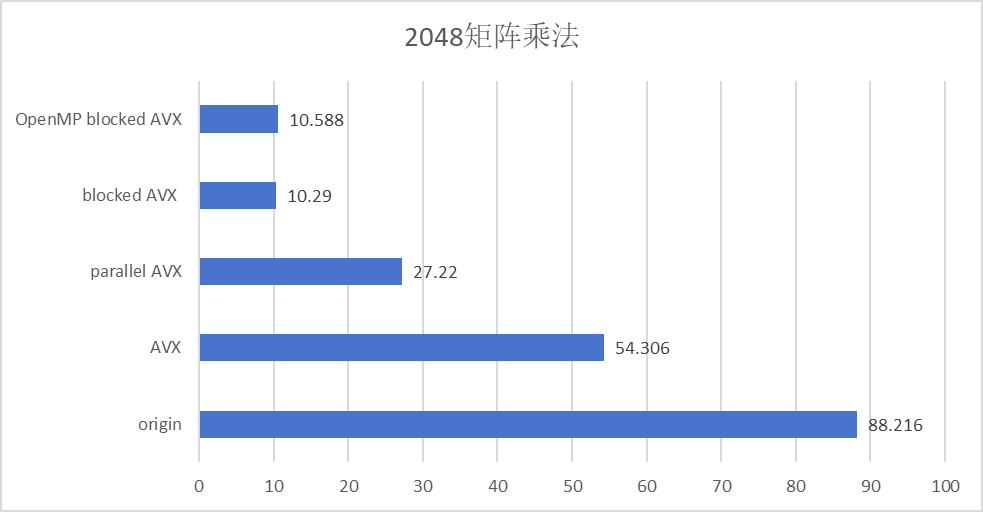 2048矩阵乘法
OpenMP blocked AVX
10.588
blocked AVX
10.29
parallel AVX
27.22
AVX
54.306
origin
88.216
0 10 20 30 40 50 60 70 80 90 100